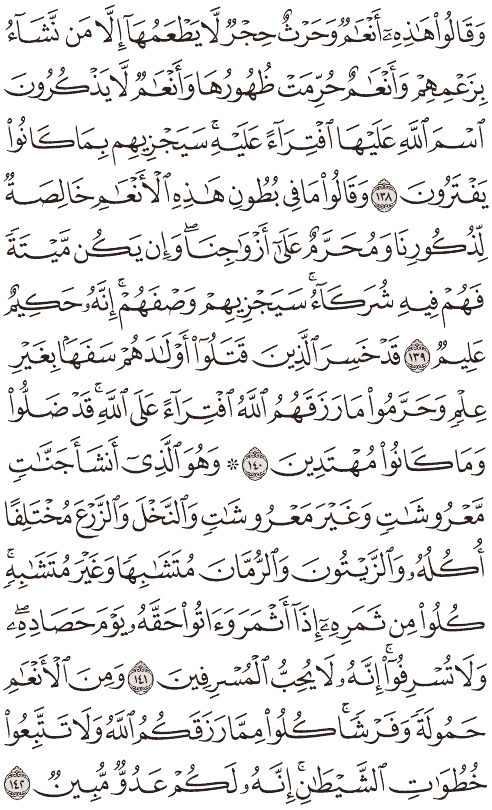 وَقَالُوا۟ هَـٰذِهِۦٓ أَنْعَـٰمٌ وَحَرْثٌ حِجْرٌ لَّا يَطْعَمُهَآ إِلَّا مَن نَّشَآءُ
بِزَعْمِهِمْ وَأَنْعَـٰمٌ حُرِّمَتْ ظُهُورُهَا وَأَنْعَـٰمٌ لَّا يَذْكُرُونَ
ٱسْمَ ٱللَّهِ عَلَيْهَا ٱفْتِرَآءً عَلَيْهِ ۚ سَيَجْزِيهِم بِمَا كَانُوا۟
يَفْتَرُونَ ١٣٨ وَقَالُوا۟ مَا فِى بُطُونِ هَـٰذِهِ ٱلْأَنْعَـٰمِ خَالِصَةٌ
لِّذُكُورِنَا وَمُحَرَّمٌ عَلَىٰٓ أَزْوَٰجِنَا ۖ وَإِن يَكُن مَّيْتَةً
فَهُمْ فِيهِ شُرَكَآءُ ۚ سَيَجْزِيهِمْ وَصْفَهُمْ ۚ إِنَّهُۥ حَكِيمٌ
عَلِيمٌ ١٣٩ قَدْ خَسِرَ ٱلَّذِينَ قَتَلُوٓا۟ أَوْلَـٰدَهُمْ سَفَهًۢا بِغَيْرِ
عِلْمٍ وَحَرَّمُوا۟ مَا رَزَقَهُمُ ٱللَّهُ ٱفْتِرَآءً عَلَى ٱللَّهِ ۚ قَدْ ضَلُّوا۟
وَمَا كَانُوا۟ مُهْتَدِينَ ١٤٠ ۞ وَهُوَ ٱلَّذِىٓ أَنشَأَ جَنَّـٰتٍ
مَّعْرُوشَـٰتٍ وَغَيْرَ مَعْرُوشَـٰتٍ وَٱلنَّخْلَ وَٱلزَّرْعَ مُخْتَلِفًا
أُكُلُهُۥ وَٱلزَّيْتُونَ وَٱلرُّمَّانَ مُتَشَـٰبِهًا وَغَيْرَ مُتَشَـٰبِهٍ ۚ
كُلُوا۟ مِن ثَمَرِهِۦٓ إِذَآ أَثْمَرَ وَءَاتُوا۟ حَقَّهُۥ يَوْمَ حَصَادِهِۦ ۖ
وَلَا تُسْرِفُوٓا۟ ۚ إِنَّهُۥ لَا يُحِبُّ ٱلْمُسْرِفِينَ ١٤١ وَمِنَ ٱلْأَنْعَـٰمِ
حَمُولَةً وَفَرْشًا ۚ كُلُوا۟ مِمَّا رَزَقَكُمُ ٱللَّهُ وَلَا تَتَّبِعُوا۟
خُطُوَٰتِ ٱلشَّيْطَـٰنِ ۚ إِنَّهُۥ لَكُمْ عَدُوٌّ مُّبِينٌ ١٤٢